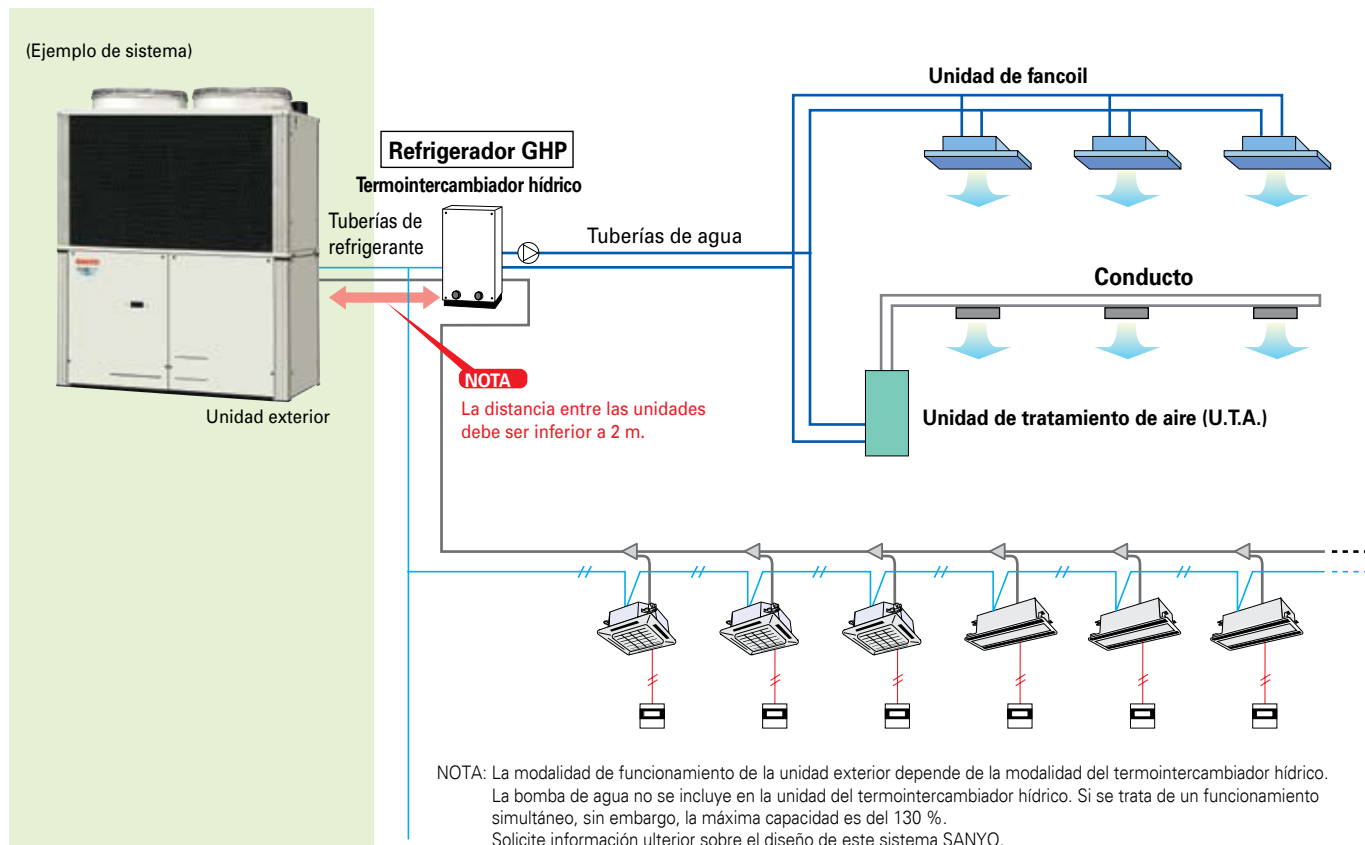 (Ejemplo de sistema)
Unidad de fancoil
Refrigerador GHP
Termointercambiador hídrico
Tuberías de
refrigerante
Tuberías de agua
Conducto
NOTA
La distancia entre las unidades
debe ser inferior a 2 m.
Unidad exterior
Unidad de tratamiento de aire (U.T.A.)
NOTA: La modalidad de funcionamiento de la unidad exterior depende de la modalidad del termointercambiador hídrico.
La bomba de agua no se incluye en la unidad del termointercambiador hídrico. Si se trata de un funcionamiento
simultáneo, sin embargo, la máxima capacidad es del 130 %.
Solicite información ulterior sobre el diseño de este sistema SANYO.